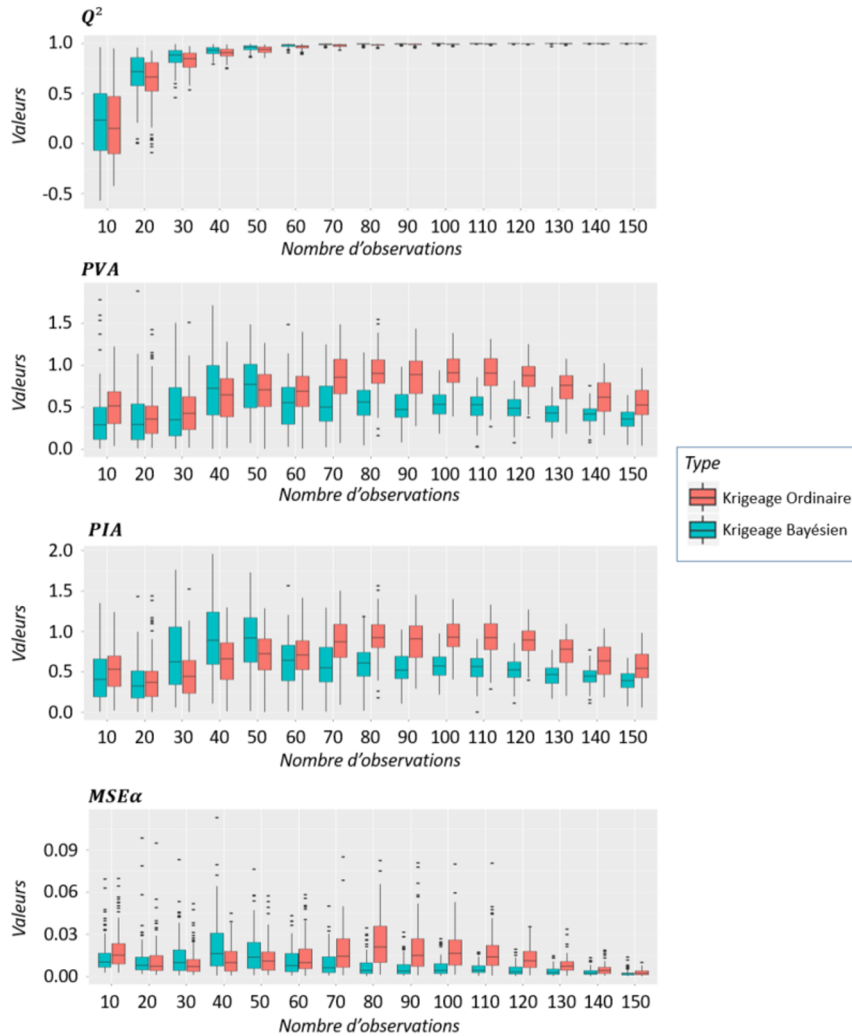 Q²
1.0
0.5
0.0
-0.5
Valeurs
10 20 30 40 50 60 70 80 90 100 110 120 130 140 150
Nombre d'observations
PVA
1.5
1.0
0.5
0.0
Valeurs
10 20 30 40 50 60 70 80 90 100 110 120 130 140 150
Nombre d'observations
Type
Krigeage Ordinaire
Krigeage Bayésien
PIA
2.0
1.5
1.0
0.5
0.0
Valeurs
10 20 30 40 50 60 70 80 90 100 110 120 130 140 150
Nombre d'observations
MSEα
0.09
0.06
0.03
0.00
Valeurs
10 20 30 40 50 60 70 80 90 100 110 120 130 140 150
Nombre d'observations